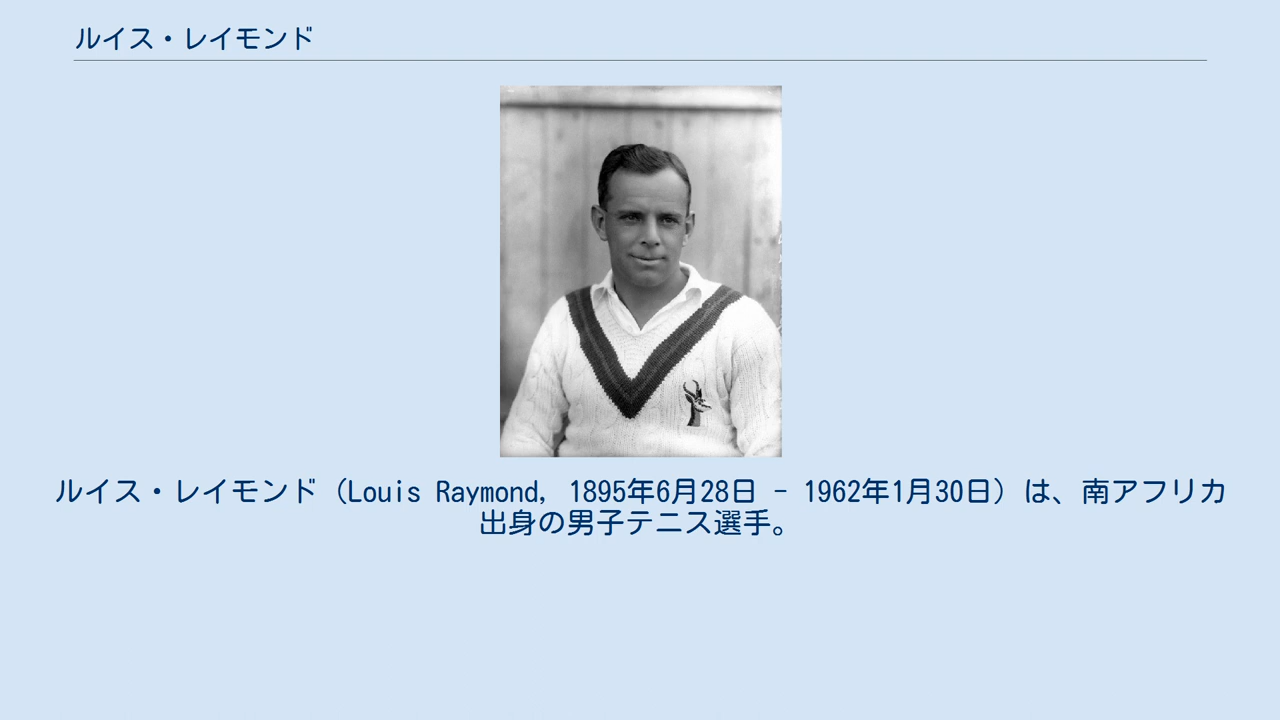 ルイス・レイモンド
ルイス・レイモンド（Louis Raymond, 1895年6月28日 - 1962年1月30日）は、南アフリカ
出身の男子テニス選手。